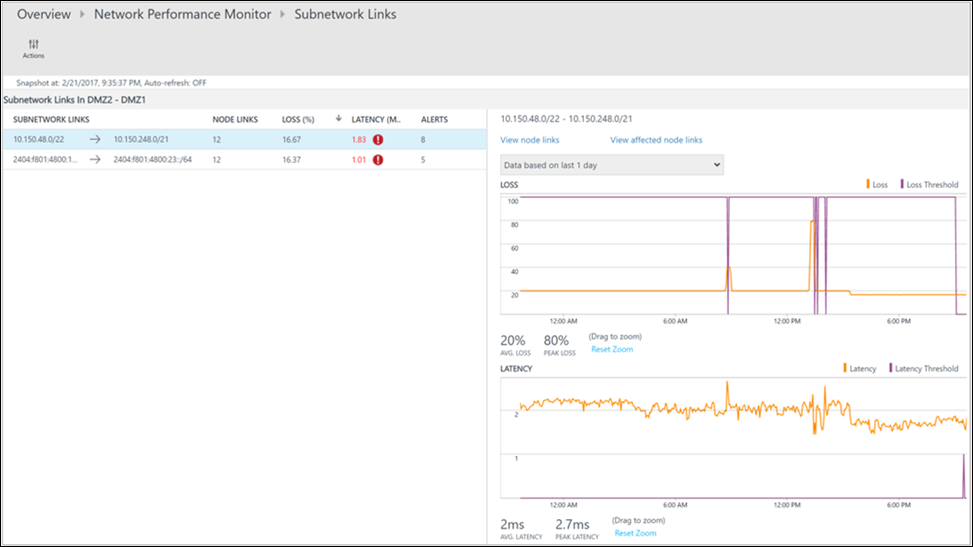 Overview ▸ Network Performance Monitor ▸ Subnetwork Links
Actions
Snapshot at: 2/21/2017, 9:35:37 PM, Auto-refresh: OFF
Subnetwork Links In DMZ2 - DMZ1
SUBNETWORK LINKS NODE LINKS LOSS (%) LATENCY (M.. ALERTS
10.150.48.0/22 → 10.150.248.0/21 12 16.67 1.83 8
2404:f801:4800:1... → 2404:f801:4800:23::/64 12 16.37 1.01 5
10.150.48.0/22 - 10.150.248.0/21
View node links View affected node links
Data based on last 1 day
LOSS Loss Loss Threshold
100
80
60
40
20
12:00 AM 6:00 AM 12:00 PM 6:00 PM
20% AVG. LOSS
80% PEAK LOSS
(Drag to zoom)
Reset Zoom
LATENCY Latency Latency Threshold
2
1
12:00 AM 6:00 AM 12:00 PM 6:00 PM
2ms AVG. LATENCY
2.7ms PEAK LATENCY
(Drag to zoom)
Reset Zoom